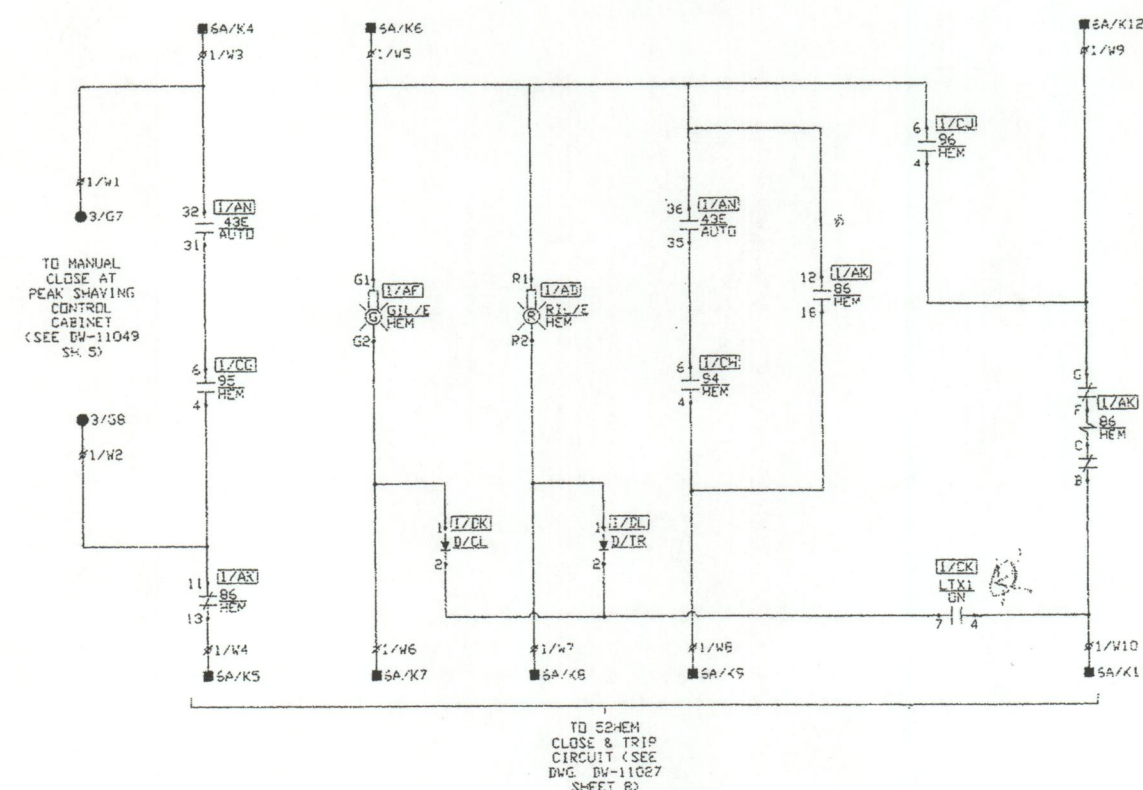 6A/K4
1/W3
6A/K6
1/W5
6A/K12
1/W9
1/W1
3/G7
TO MANUAL
CLOSE AT
PEAK SHAVING
CONTROL
CABINET
(SEE DW-11049
SH. 5)
3/G8
1/W2
32
1/AN
43E
AUTO
31
6
1/CG
95
HEM
4
11
1/AK
86
HEM
13
1/W4
6A/K5
G1
1/AF
G
GIL/E
HEM
G2
R1
1/AD
R
RIL/E
HEM
R2
36
1/AN
43E
AUTO
35
6
1/CH
94
HEM
4
12
1/AK
86
HEM
16
6
1/CJ
96
HEM
4
G
F
1/AK
86
HEM
C
B
1
1/DK
D/CL
2
1
1/DL
D/TR
2
LTX1
ON
7
4
1/W6
6A/K7
1/W7
6A/K8
1/W8
6A/K9
1/W10
6A/K1
TO 52HEM
CLOSE & TRIP
CIRCUIT (SEE
DWG. DW-11027
SHEET 8)